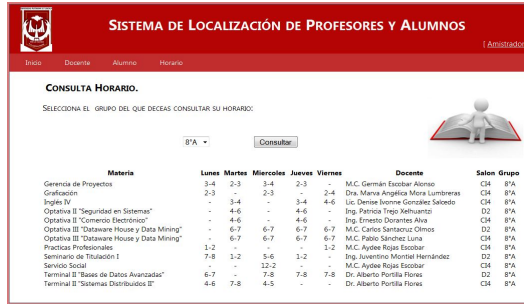 SISTEMA DE LOCALIZACIÓN DE PROFESORES Y ALUMNOS
[ Amistrador
Inicio Docente Alumno Horario
CONSULTA HORARIO.
SELECCIONA EL GRUPO DEL QUE DECEAS CONSULTAR SU HORARIO:
8°A Consultar
Materia Lunes Martes Miercoles Jueves Viernes Docente Salon Grupo
Gerencia de Proyectos 3-4 2-3 3-4 2-3 - M.C. Germán Escobar Alonso CI4 8°A
Graficación 2-3 - 2-3 - 2-4 Dra. Marva Angélica Mora Lumbreras CI4 8°A
Inglés IV - 3-4 - 3-4 4-6 Lic. Denise Ivonne González Salcedo CI4 8°A
Optativa II "Seguridad en Sistemas" - 4-6 - 4-6 - Ing. Patricia Trejo Xelhuantzi D2 8°A
Optativa II "Comercio Electrónico" - 4-6 - 4-6 - Ing. Ernesto Dorantes Alva CI4 8°A
Optativa III "Dataware House y Data Mining" - 6-7 6-7 6-7 6-7 M.C. Carlos Santacruz Olmos D2 8°A
Optativa III "Dataware House y Data Mining" - 6-7 6-7 6-7 6-7 M.C. Pablo Sánchez Luna CI4 8°A
Practicas Profesionales 1-2 - - - 1-2 M.C. Aydee Rojas Escobar CI4 8°A
Seminario de Titulación I 7-8 1-2 5-6 1-2 - Ing. Juventino Montiel Hernández D2 8°A
Servicio Social - - 12-2 - - M.C. Aydee Rojas Escobar CI4 8°A
Terminal II "Bases de Datos Avanzadas" 6-7 - 7-8 7-8 7-8 Dr. Alberto Portilla Flores D2 8°A
Terminal II "Sistemas Distribuidos II" 4-6 7-8 4-5 - - Dr. Alberto Portilla Flores CI4 8°A